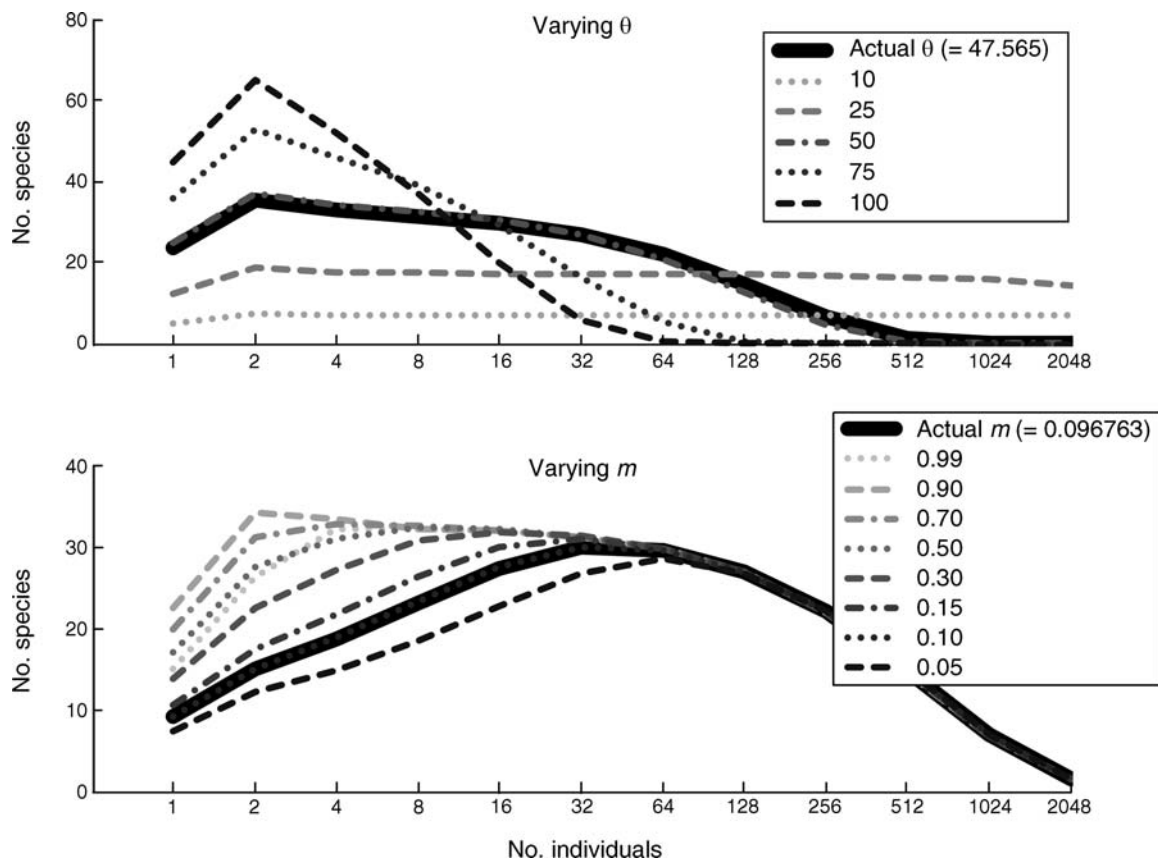 Varying θ
No. species
80
60
40
20
0
1 2 4 8 16 32 64 128 256 512 1024 2048
Actual θ (= 47.565)
10
25
50
75
100
Varying m
No. species
40
30
20
10
0
1 2 4 8 16 32 64 128 256 512 1024 2048
No. individuals
Actual m (= 0.096763)
0.99
0.90
0.70
0.50
0.30
0.15
0.10
0.05